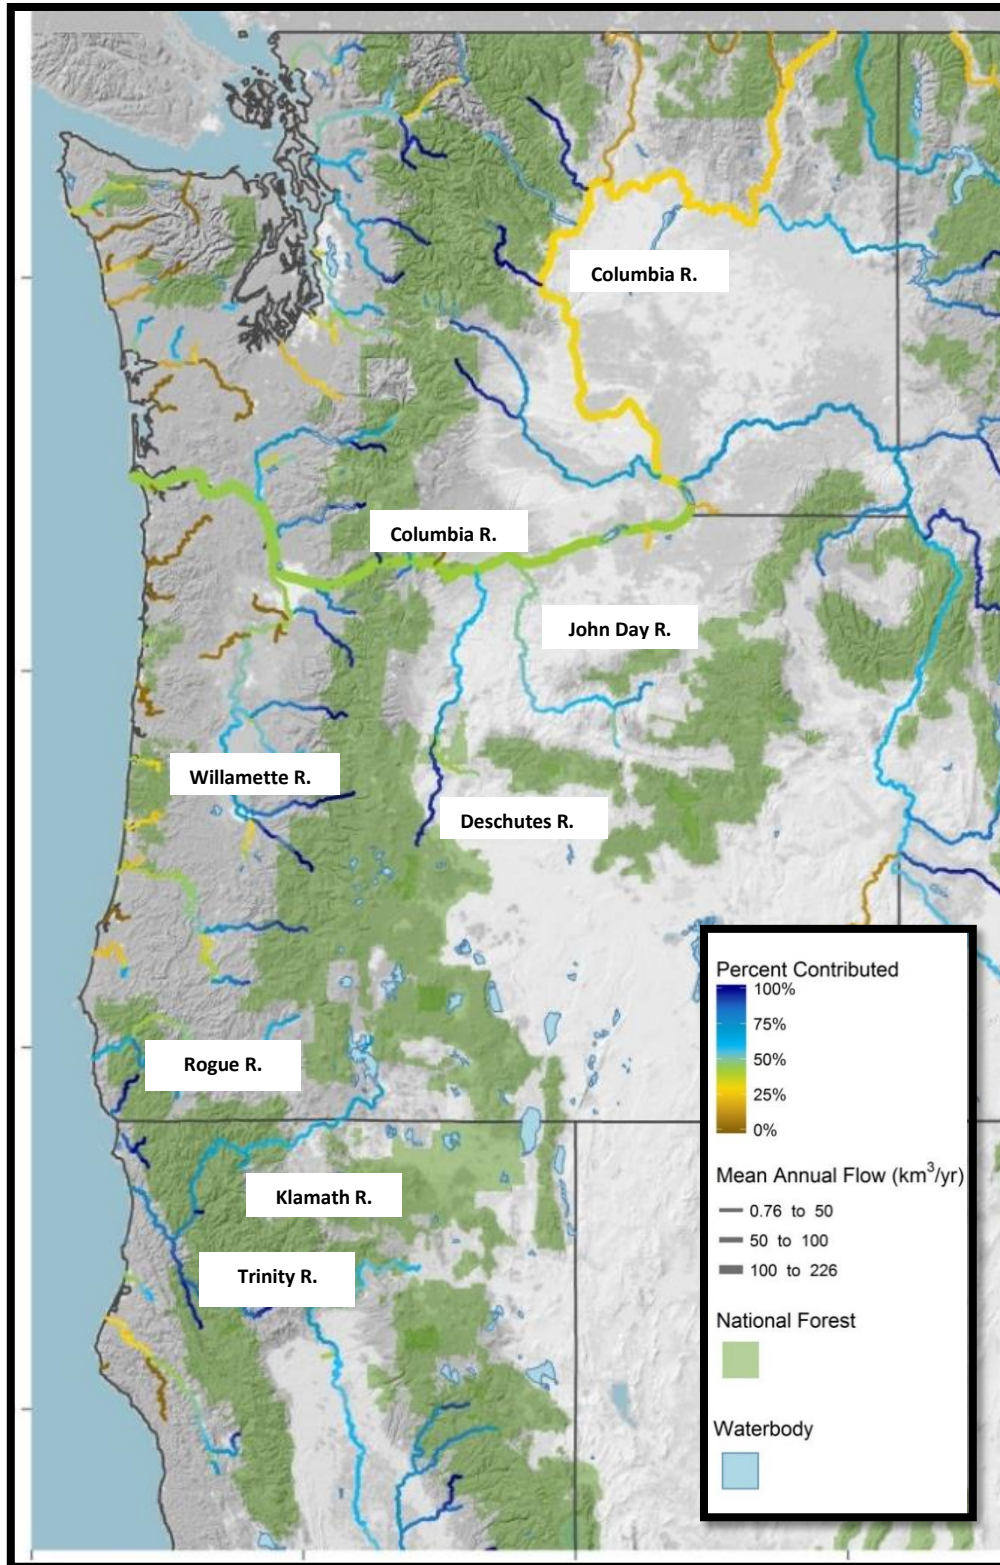 Columbia R.
Columbia R.
John Day R.
Willamette R.
Deschutes R.
Rogue R.
Klamath R.
Trinity R.
Percent Contributed
100%
75%
50%
25%
0%
Mean Annual Flow (km³/yr)
0.76 to 50
50 to 100
100 to 226
National Forest
Waterbody